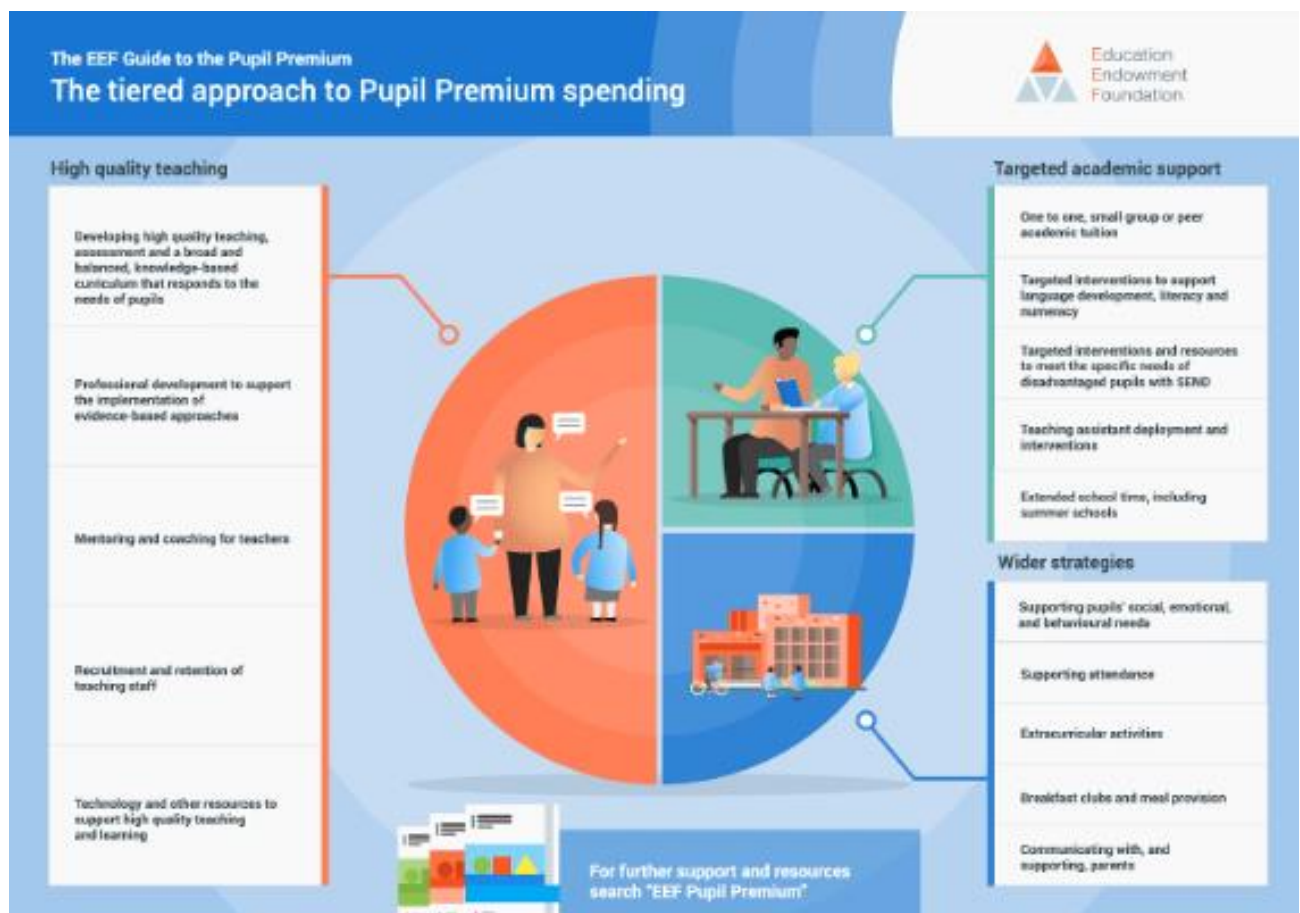 The EEF Guide to the Pupil Premium
The tiered approach to Pupil Premium spending
Education
Endowment
Foundation
High quality teaching
Developing high quality teaching,
assessment and a broad and
balanced, knowledge-based
curriculum that responds to the
needs of pupils
Professional development to support
the implementation of
evidence-based approaches
Mentoring and coaching for teachers
Recruitment and retention of
teaching staff
Technology and other resources to
support high quality teaching
and learning
Targeted academic support
One to one, small group or peer
academic tuition
Targeted interventions to support
language development, literacy and
numeracy
Targeted interventions and resources
to meet the specific needs of
disadvantaged pupils with SEND
Teaching assistant deployment and
interventions
Extended school time, including
summer schools
Wider strategies
Supporting pupils' social, emotional,
and behavioural needs
Supporting attendance
Extracurricular activities
Breakfast clubs and meal provision
Communicating with, and
supporting, parents
For further support and resources
search "EEF Pupil Premium"